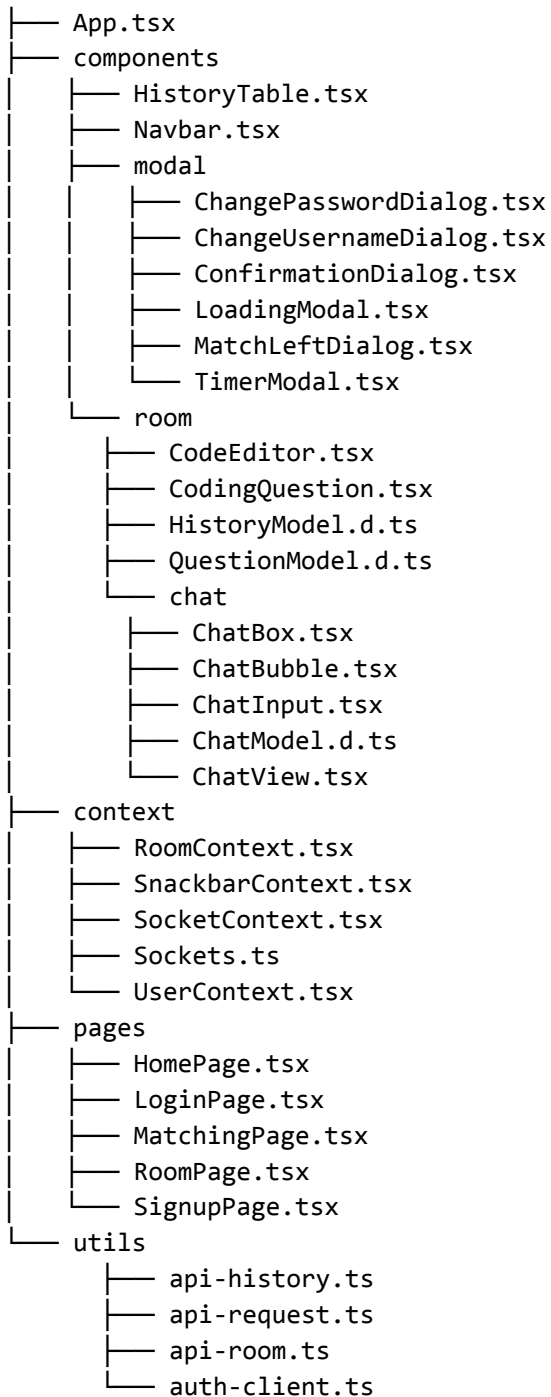 ├── App.tsx
├── components
│   ├── HistoryTable.tsx
│   ├── Navbar.tsx
│   ├── modal
│   │   ├── ChangePasswordDialog.tsx
│   │   ├── ChangeUsernameDialog.tsx
│   │   ├── ConfirmationDialog.tsx
│   │   ├── LoadingModal.tsx
│   │   ├── MatchLeftDialog.tsx
│   │   └── TimerModal.tsx
│   └── room
│       ├── CodeEditor.tsx
│       ├── CodingQuestion.tsx
│       ├── HistoryModel.d.ts
│       ├── QuestionModel.d.ts
│       └── chat
│           ├── ChatBox.tsx
│           ├── ChatBubble.tsx
│           ├── ChatInput.tsx
│           ├── ChatModel.d.ts
│           └── ChatView.tsx
├── context
│   ├── RoomContext.tsx
│   ├── SnackbarContext.tsx
│   ├── SocketContext.tsx
│   ├── Sockets.ts
│   └── UserContext.tsx
├── pages
│   ├── HomePage.tsx
│   ├── LoginPage.tsx
│   ├── MatchingPage.tsx
│   ├── RoomPage.tsx
│   └── SignupPage.tsx
└── utils
    ├── api-history.ts
    ├── api-request.ts
    ├── api-room.ts
    └── auth-client.ts